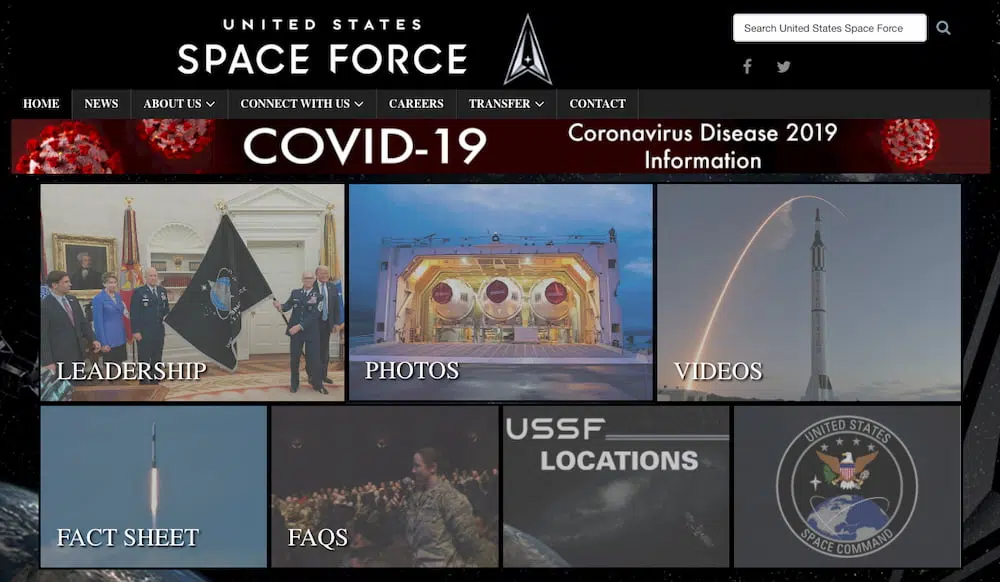 UNITED STATES
SPACE FORCE
Search United States Space Force
HOME
NEWS
ABOUT US
CONNECT WITH US
CAREERS
TRANSFER
CONTACT
COVID-19
Coronavirus Disease 2019
Information
LEADERSHIP
PHOTOS
VIDEOS
FACT SHEET
FAQS
USSF
LOCATIONS
UNITED STATES
SPACE COMMAND